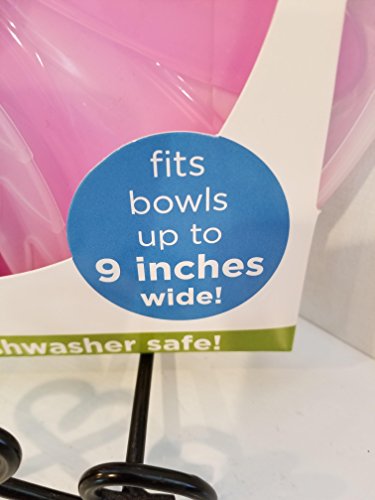 fits
bowls
up to
9 inches
wide!
shwasher safe!